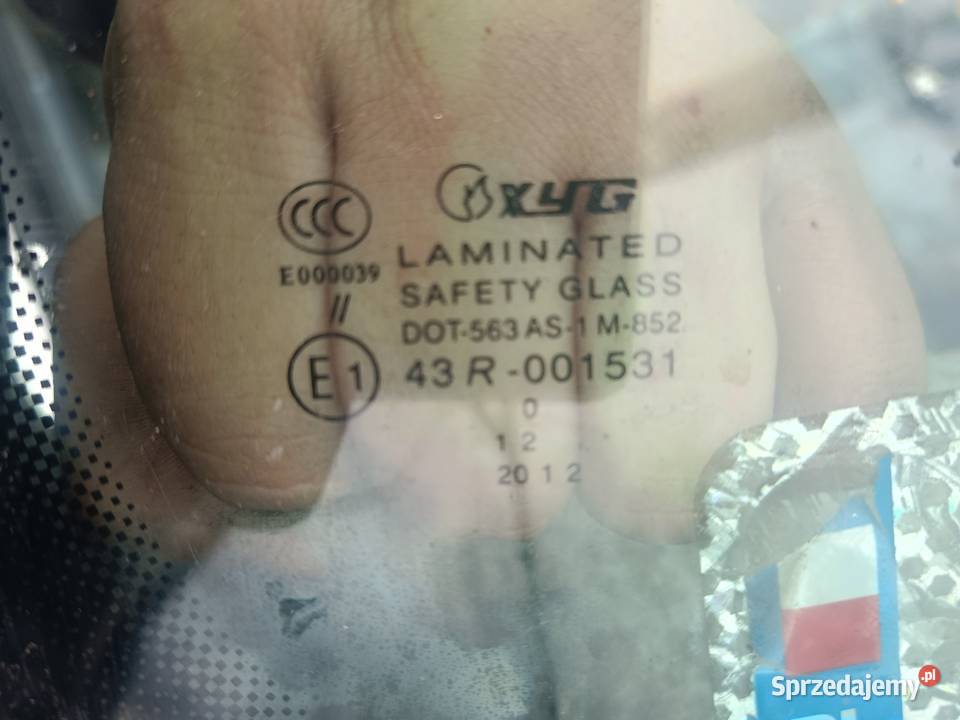 CCC
E000039
//
E1
XYG
LAMINATED
SAFETY GLASS
DOT-563 AS-1 M-852
43 R -001531
0
1 2
20 1 2
Sprzedajemy.pl